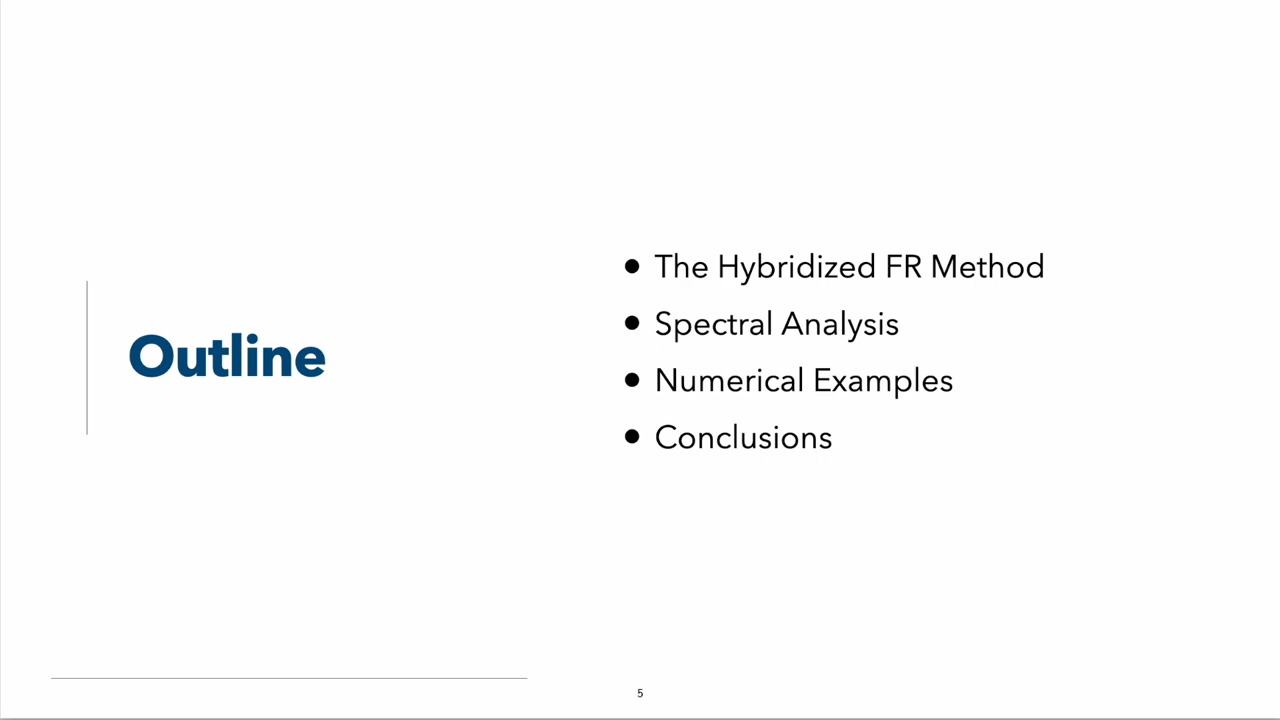 Outline
• The Hybridized FR Method
• Spectral Analysis
• Numerical Examples
• Conclusions
5